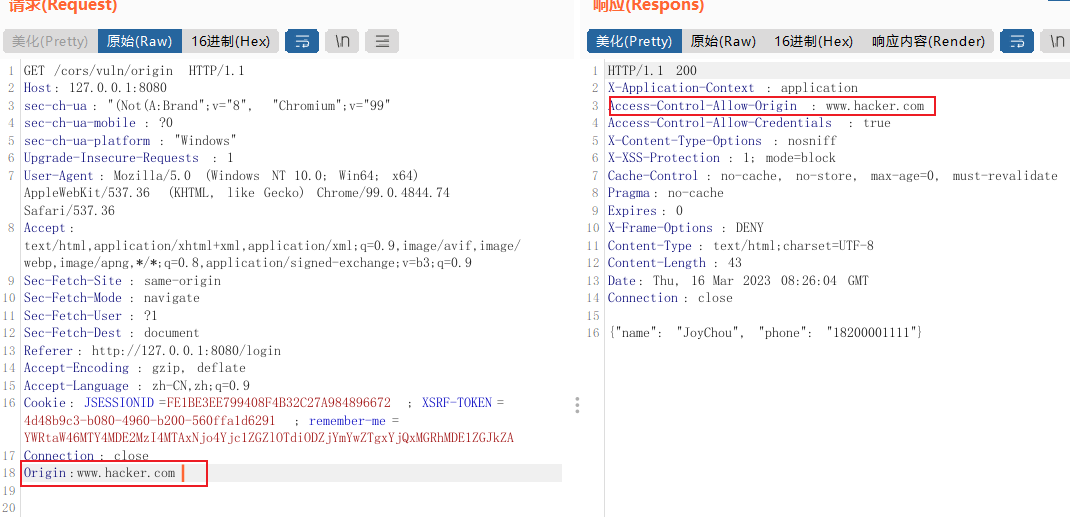 请求(Request)
美化(Pretty) 原始(Raw) 16进制(Hex) \n
1 GET /cors/vuln/origin HTTP/1.1
2 Host: 127.0.0.1:8080
3 sec-ch-ua: "(Not(A:Brand";v="8", "Chromium";v="99"
4 sec-ch-ua-mobile : ?0
5 sec-ch-ua-platform : "Windows"
6 Upgrade-Insecure-Requests : 1
7 User-Agent: Mozilla/5.0 (Windows NT 10.0; Win64; x64)
AppleWebKit/537.36 (KHTML, like Gecko) Chrome/99.0.4844.74
Safari/537.36
8 Accept:
text/html,application/xhtml+xml,application/xml;q=0.9,image/avif,image/
webp,image/apng,*/*;q=0.8,application/signed-exchange;v=b3;q=0.9
9 Sec-Fetch-Site : same-origin
10 Sec-Fetch-Mode : navigate
11 Sec-Fetch-User : ?1
12 Sec-Fetch-Dest : document
13 Referer: http://127.0.0.1:8080/login
14 Accept-Encoding : gzip, deflate
15 Accept-Language : zh-CN,zh;q=0.9
16 Cookie: JSESSIONID =FE1BE3EE799408F4B32C27A984896672 ; XSRF-TOKEN =
4d48b9c3-b080-4960-b200-560ffa1d6291 ; remember-me =
YWRtaW46MTY4MDE2MzI4MTAxNjo4Yjc1ZGZlOTdiODZjYmYwZTgxYjQxMGRhMDE1ZGJkZA
17 Connection: close
18 Origin:www.hacker.com
19
20
响应(Respons)
美化(Pretty) 原始(Raw) 16进制(Hex) 响应内容(Render) \n
1 HTTP/1.1 200
2 X-Application-Context : application
3 Access-Control-Allow-Origin : www.hacker.com
4 Access-Control-Allow-Credentials : true
5 X-Content-Type-Options : nosniff
6 X-XSS-Protection : 1; mode=block
7 Cache-Control: no-cache, no-store, max-age=0, must-revalidate
8 Pragma: no-cache
9 Expires: 0
10 X-Frame-Options : DENY
11 Content-Type : text/html;charset=UTF-8
12 Content-Length : 43
13 Date: Thu, 16 Mar 2023 08:26:04 GMT
14 Connection: close
15
16 {"name": "JoyChou", "phone": "18200001111"}